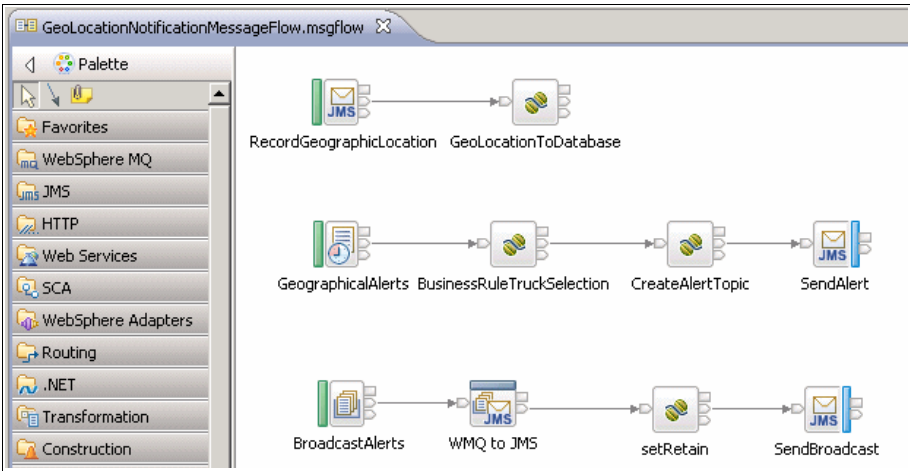 GeoLocationNotificationMessageFlow.msgflow
Palette
Favorites
WebSphere MQ
JMS
HTTP
Web Services
SCA
WebSphere Adapters
Routing
.NET
Transformation
Construction
JMS
RecordGeographicLocation GeoLocationToDatabase
JMS
GeographicalAlerts BusinessRuleTruckSelection CreateAlertTopic SendAlert
JMS JMS
BroadcastAlerts WMQ to JMS setRetain SendBroadcast